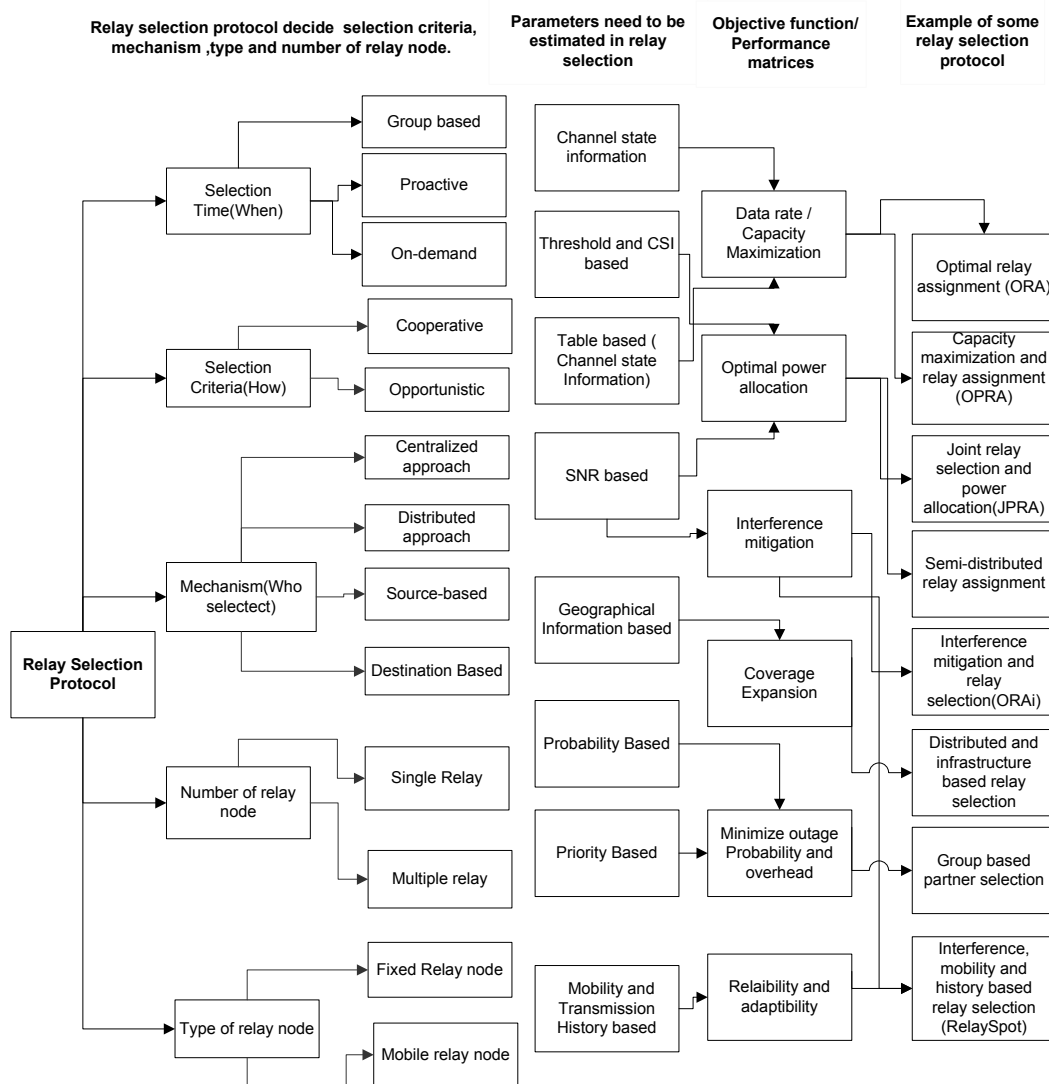 Relay selection protocol decide  selection criteria,
mechanism ,type and number of relay node.
Parameters need to be
estimated in relay
selection
Objective function/
Performance
matrices
Example of some
relay selection
protocol
Relay Selection
Protocol
Selection
Time(When)
Group based
Proactive
On-demand
Selection
Criteria(How)
Cooperative
Opportunistic
Mechanism(Who
selectect)
Centralized
approach
Distributed
approach
Source-based
Destination Based
Number of relay
node
Single Relay
Multiple relay
Type of relay node
Fixed Relay node
Mobile relay node
Channel state
information
Threshold and CSI
based
Table based (
Channel state
Information)
SNR based
Geographical
Information based
Probability Based
Priority Based
Mobility and
Transmission
History based
Data rate /
Capacity
Maximization
Optimal power
allocation
Interference
mitigation
Coverage
Expansion
Minimize outage
Probability and
overhead
Relaibility and
adaptibility
Optimal relay
assignment (ORA)
Capacity
maximization and
relay assignment
(OPRA)
Joint relay
selection and
power
allocation(JPRA)
Semi-distributed
relay assignment
Interference
mitigation and
relay
selection(ORAi)
Distributed and
infrastructure
based relay
selection
Group based
partner selection
Interference,
mobility and
history based
relay selection
(RelaySpot)